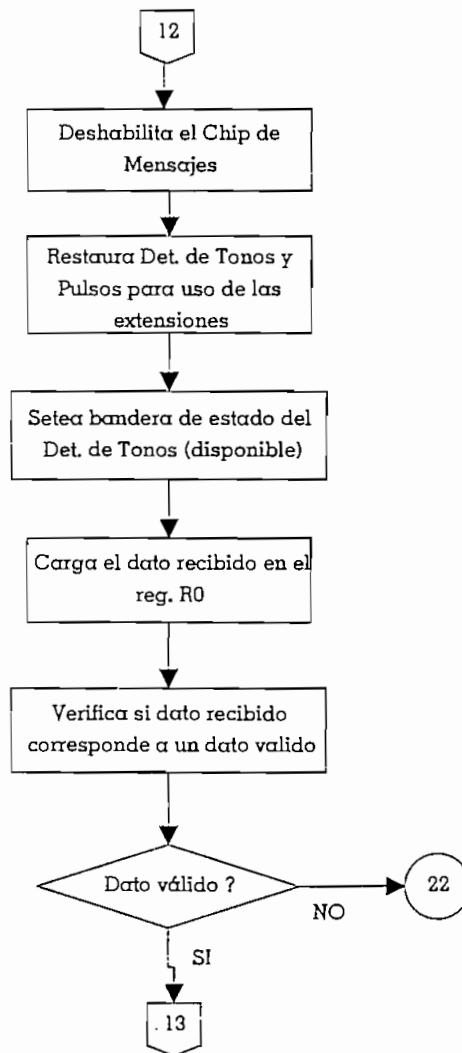 12
Deshabilita el Chip de
Mensajes
Restaura Det. de Tonos y
Pulsos para uso de las
extensiones
Setea bandera de estado del
Det. de Tonos (disponible)
Carga el dato recibido en el
reg. R0
Verifica si dato recibido
corresponde a un dato valido
Dato válido ?
22
NO
SI
. 13